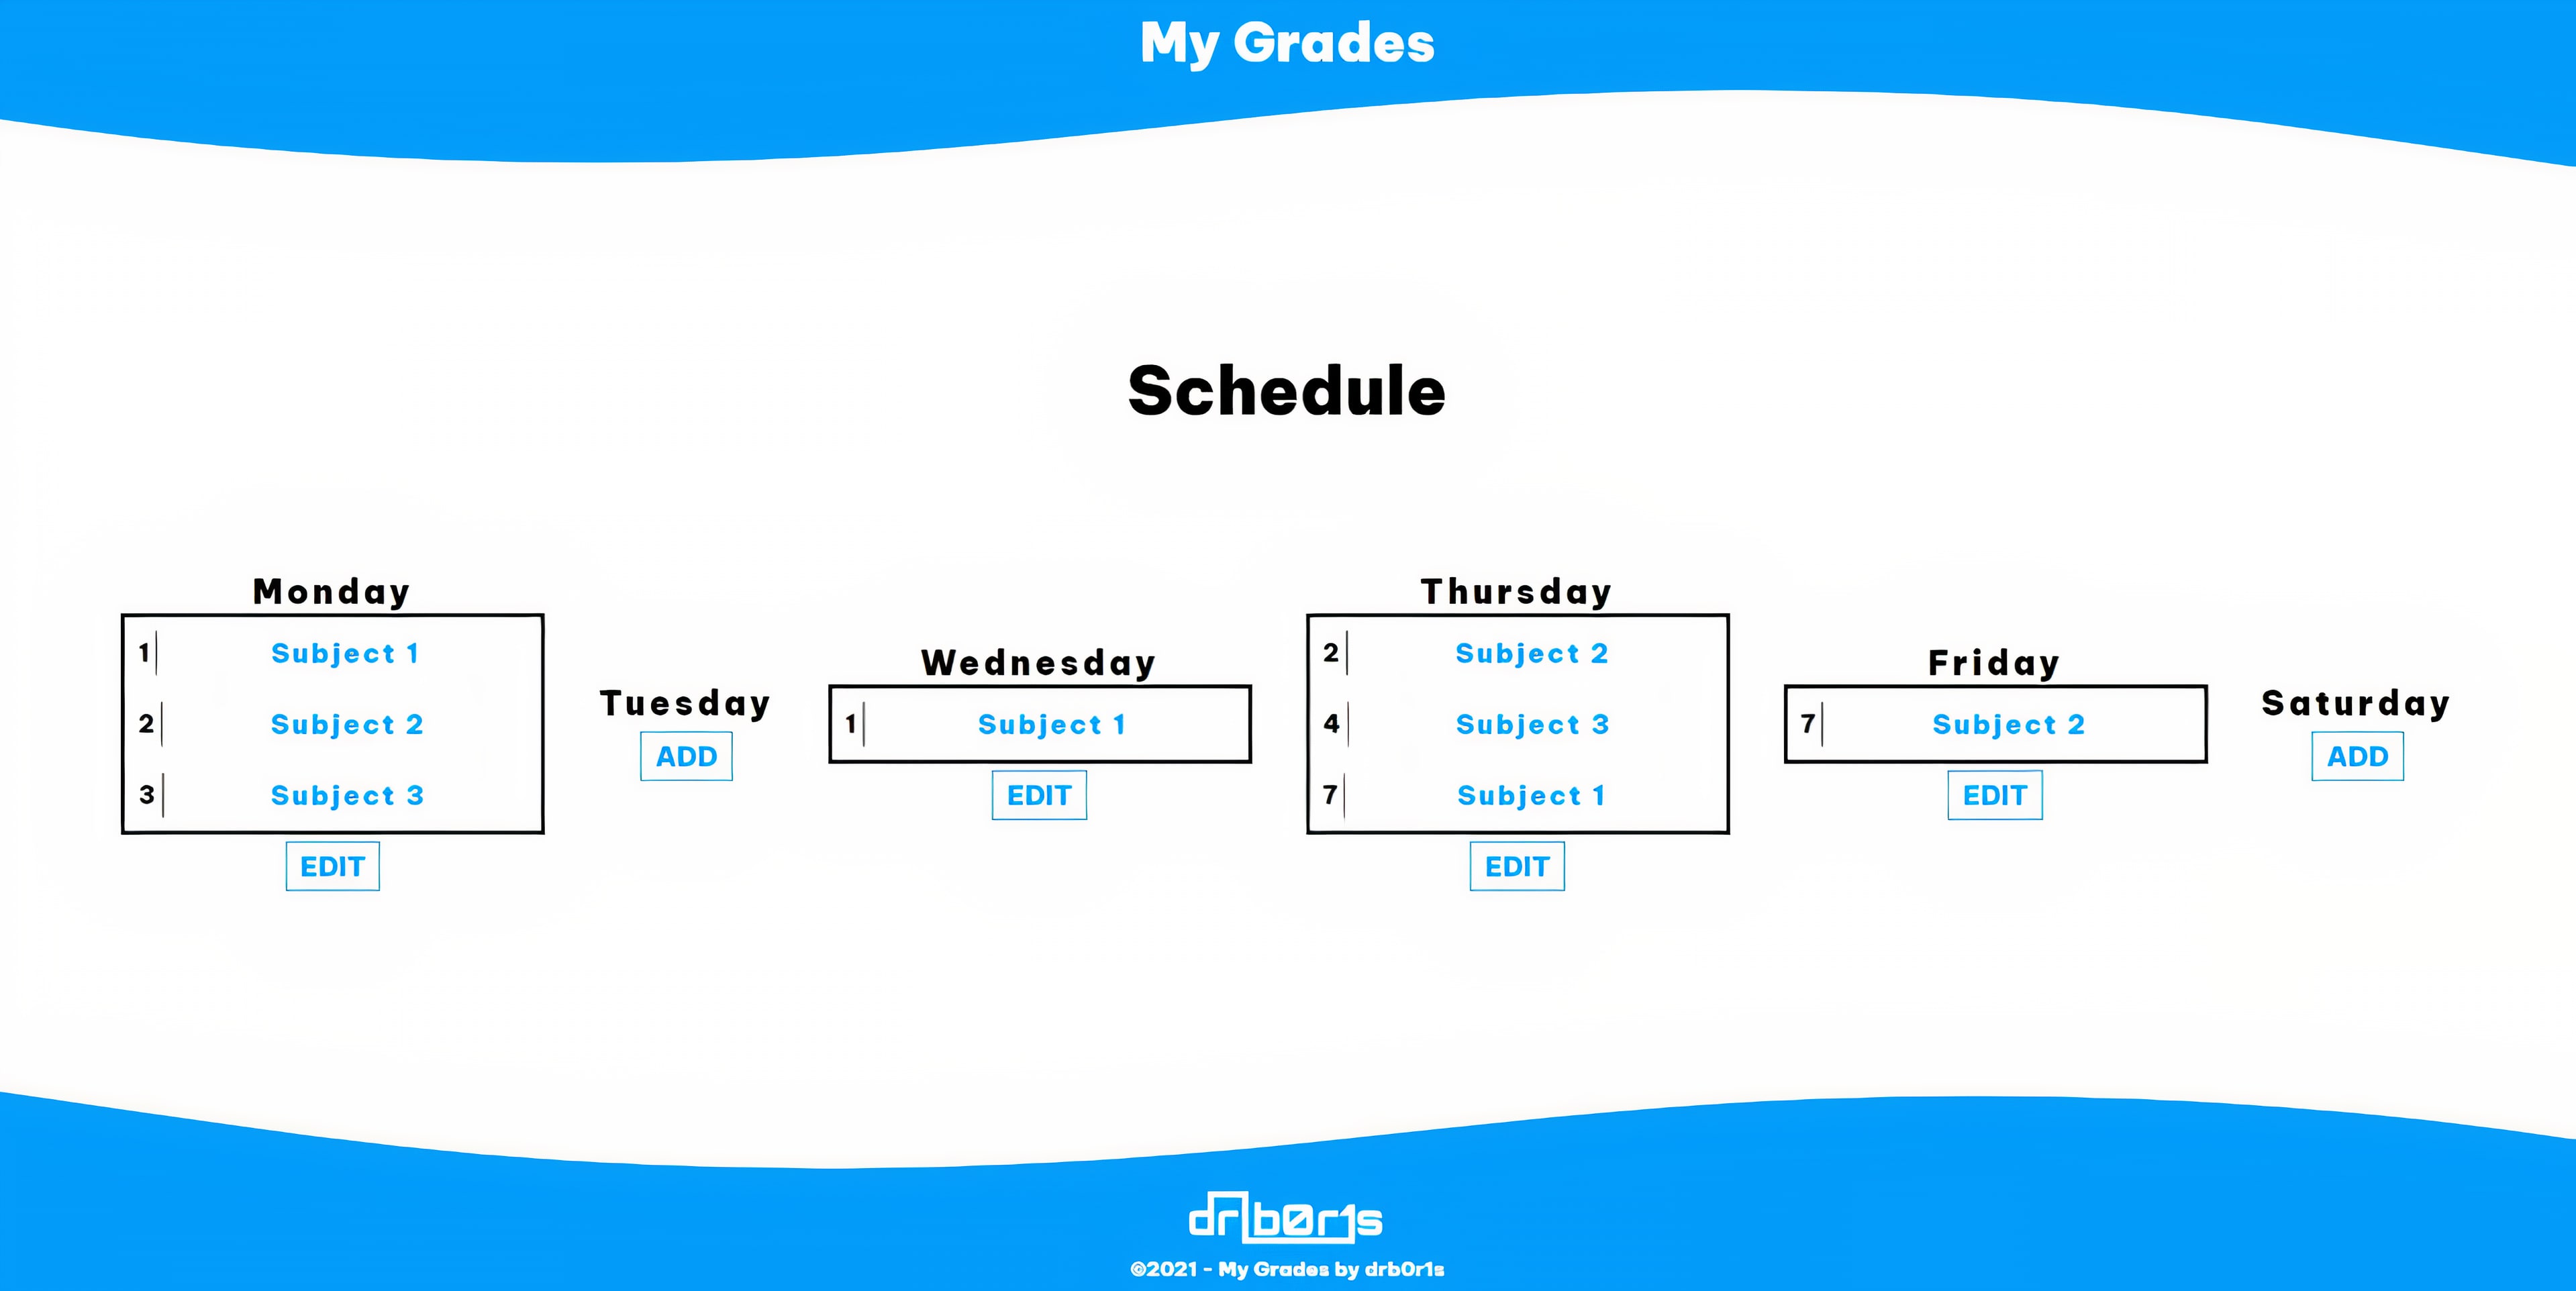 My Grades
Schedule
Monday
1 Subject 1
2 Subject 2
3 Subject 3
EDIT
Tuesday
ADD
Wednesday
1 Subject 1
EDIT
Thursday
2 Subject 2
4 Subject 3
7 Subject 1
EDIT
Friday
7 Subject 2
EDIT
Saturday
ADD
drb0r1s
©2021 - My Grades by drb0r1s